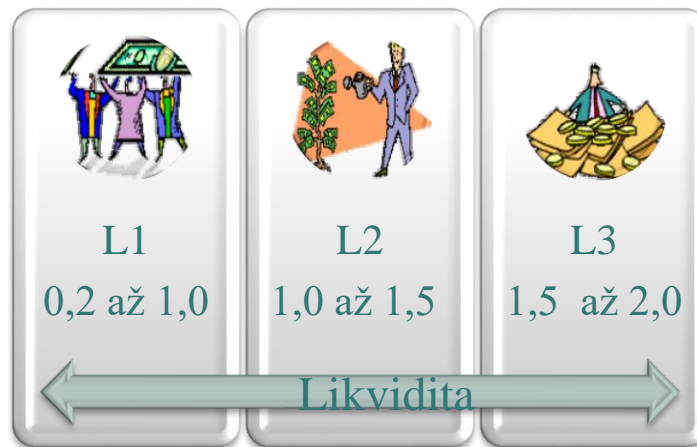 L1
0,2 až 1,0
L2
1,0 až 1,5
L3
1,5 až 2,0
Likvidita